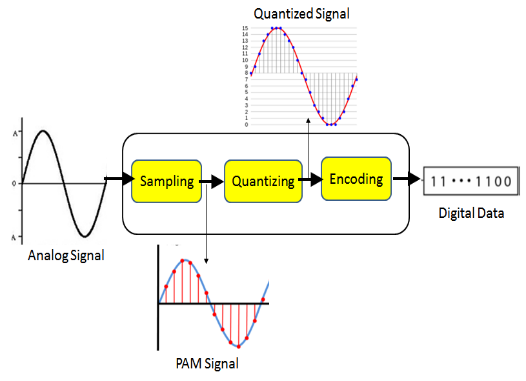 Quantized Signal
15
14
13
12
11
10
9
8
7
6
5
4
3
2
1
0
A
0
A
Sampling
Quantizing
Encoding
11 ••• 1100
Digital Data
Analog Signal
PAM Signal